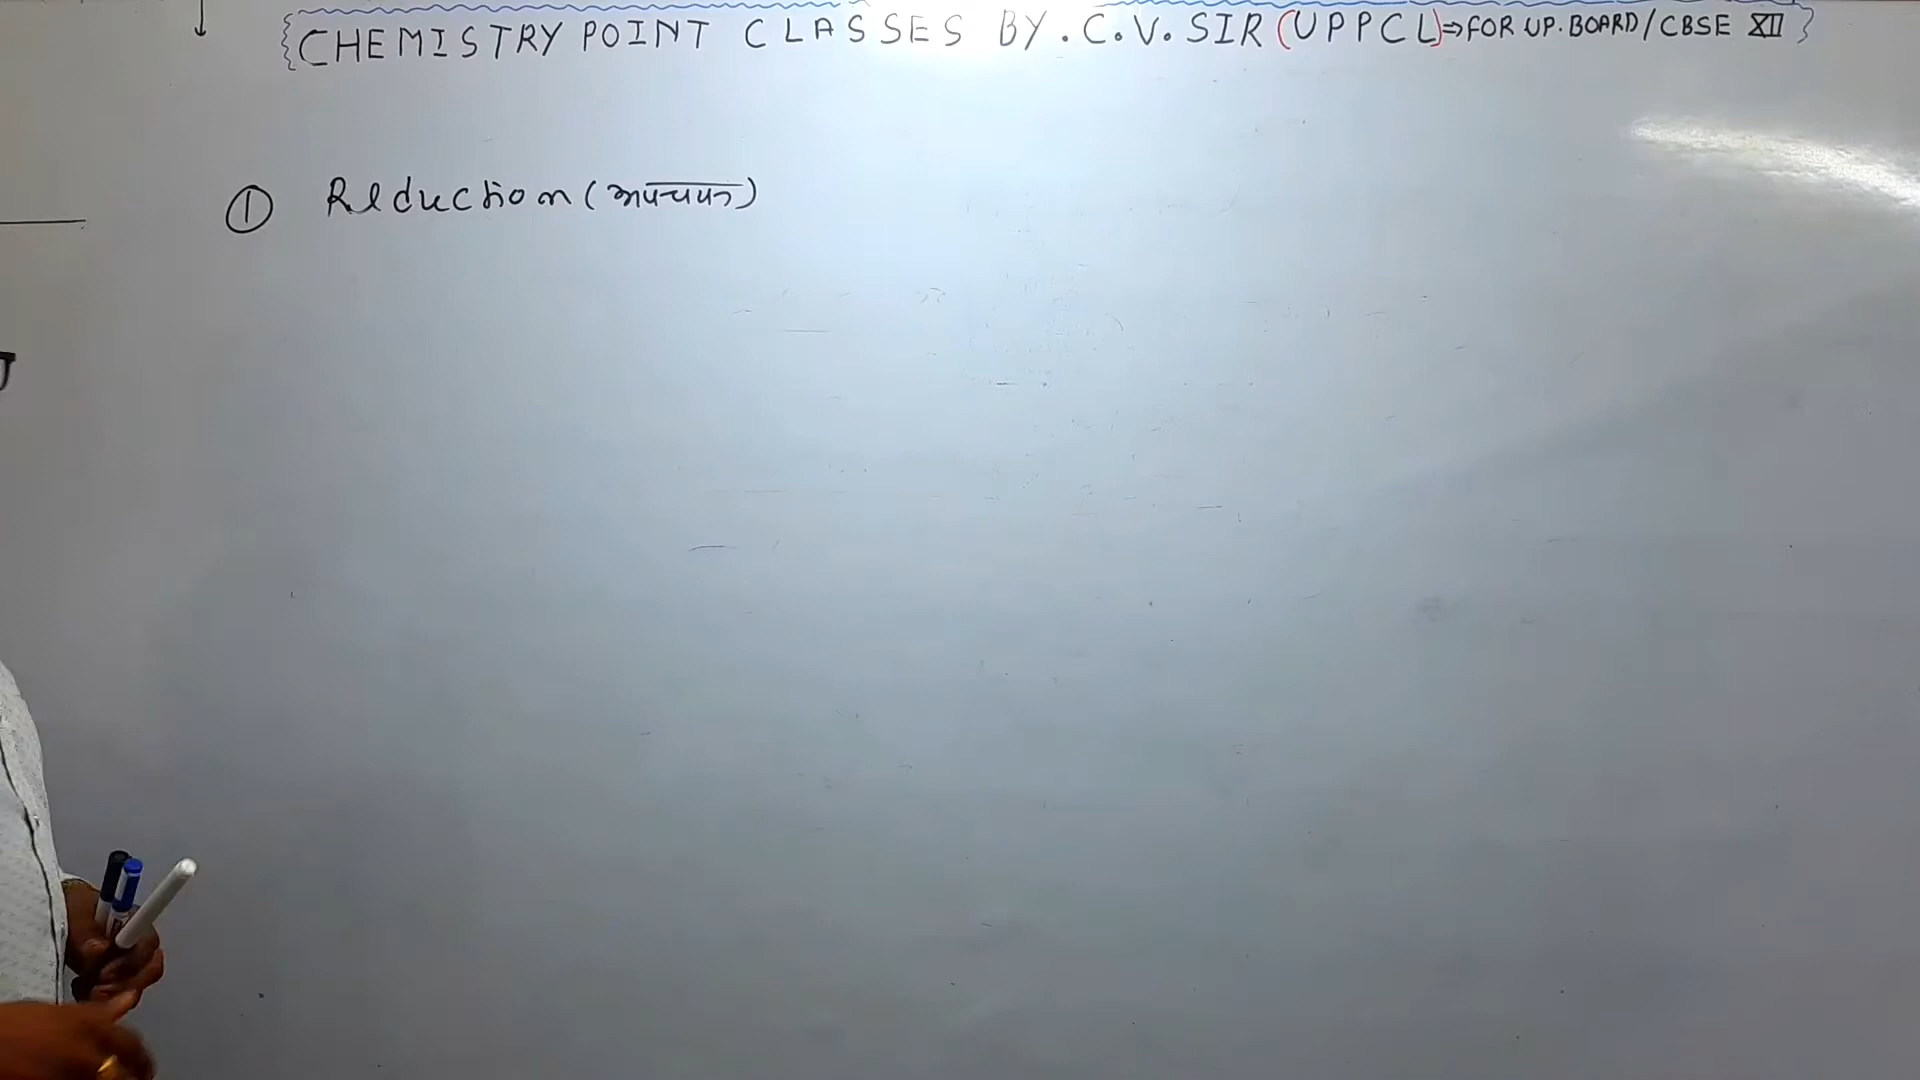 {CHEMISTRY POINT CLASSES BY. C.V. SIR (UPPCL)⇒FOR UP. BOARD/CBSE XII}
① Reduction (अपचयन)